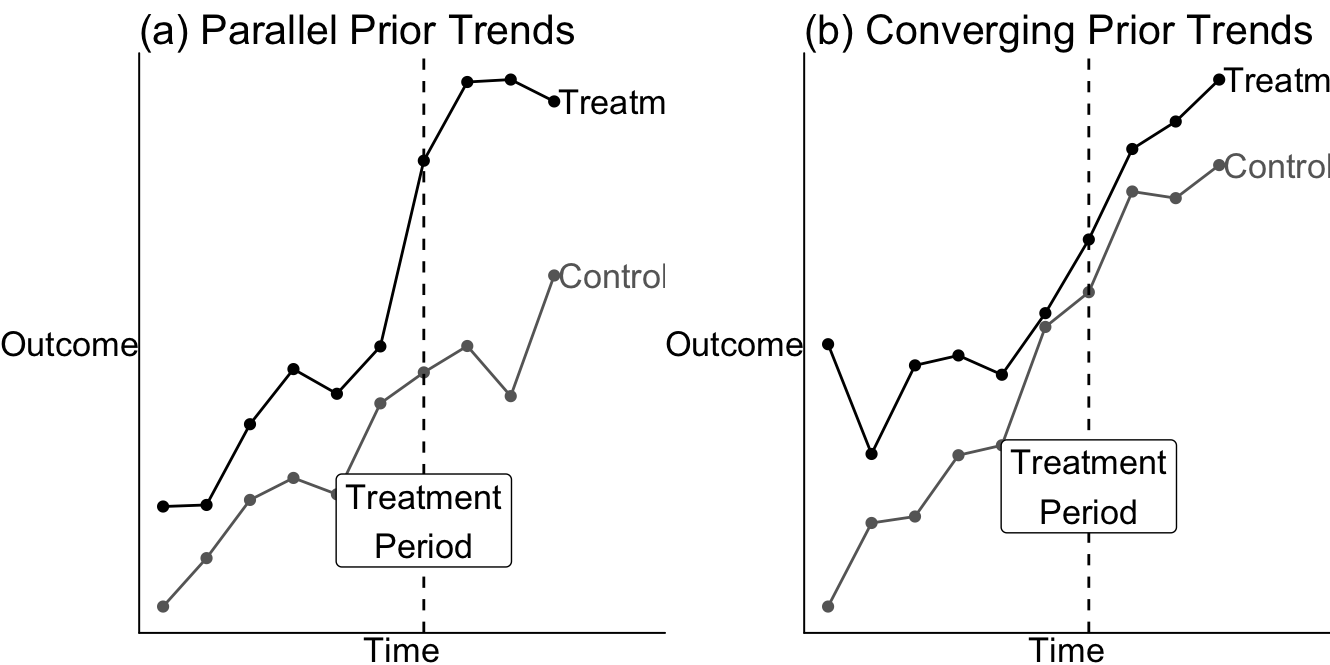 (a) Parallel Prior Trends
Treatm
Control
Outcome
Treatment
Period
Time
(b) Converging Prior Trends
Treatm
Control
Outcome
Treatment
Period
Time